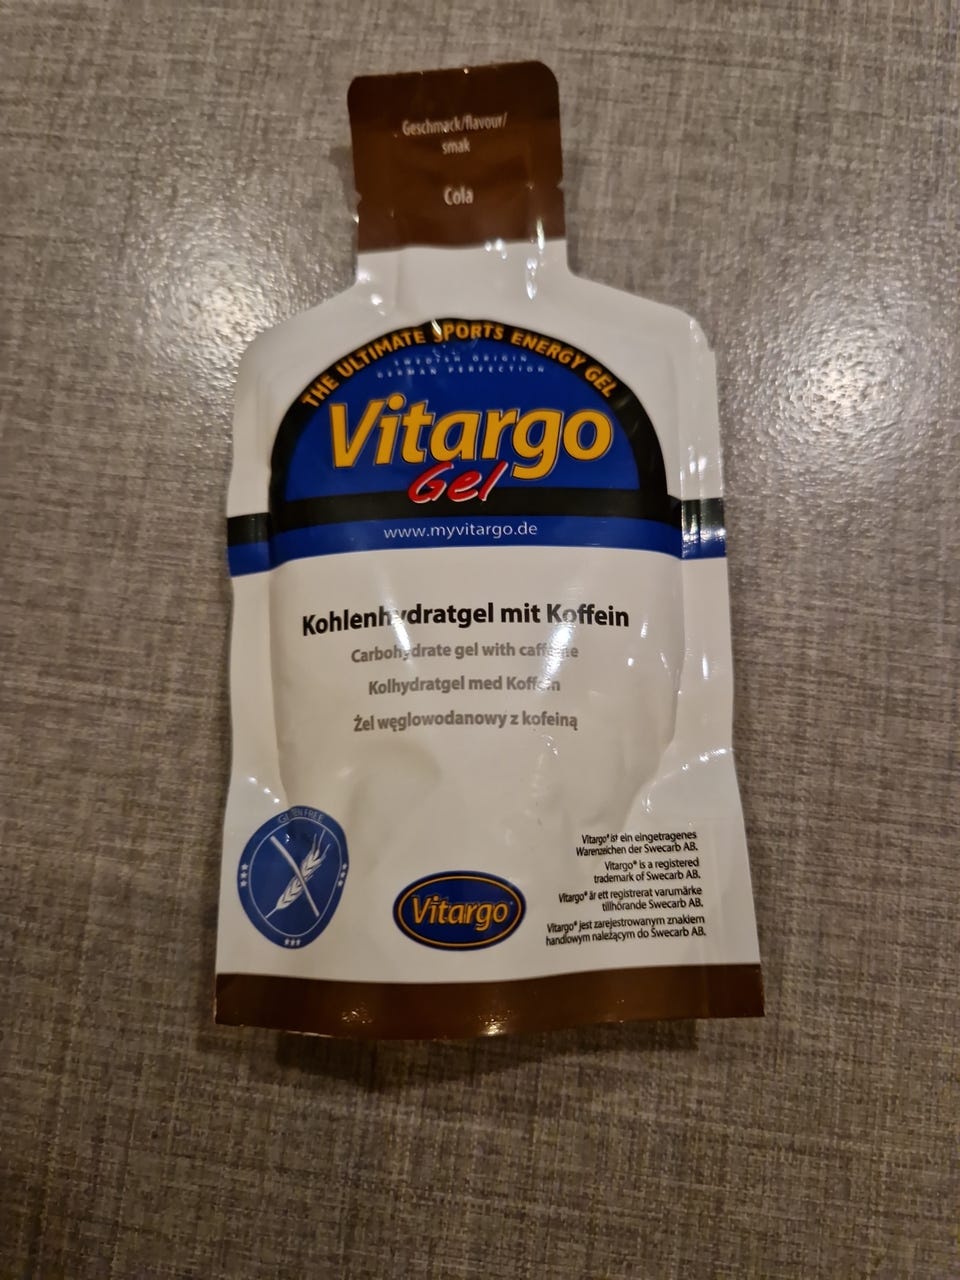 Geschmack/flavour/
smak
Cola
THE ULTIMATE SPORTS ENERGY GEL
SWEDISH ORIGIN
GERMAN PERFECTION
Vitargo
Gel
www.myvitargo.de
Kohlenhydratgel mit Koffein
Carbohydrate gel with caffeine
Kolhydratgel med Koffein
Żel węglowodanowy z kofeiną
GLUTEN FREE
Vitargo
Vitargo® ist ein eingetragenes
Warenzeichen der Swecarb AB.
Vitargo® is a registered
trademark of Swecarb AB.
Vitargo® är ett registrerat varumärke
tillhörande Swecarb AB.
Vitargo® jest zarejestrowanym znakiem
handlowym należącym do Swecarb AB.